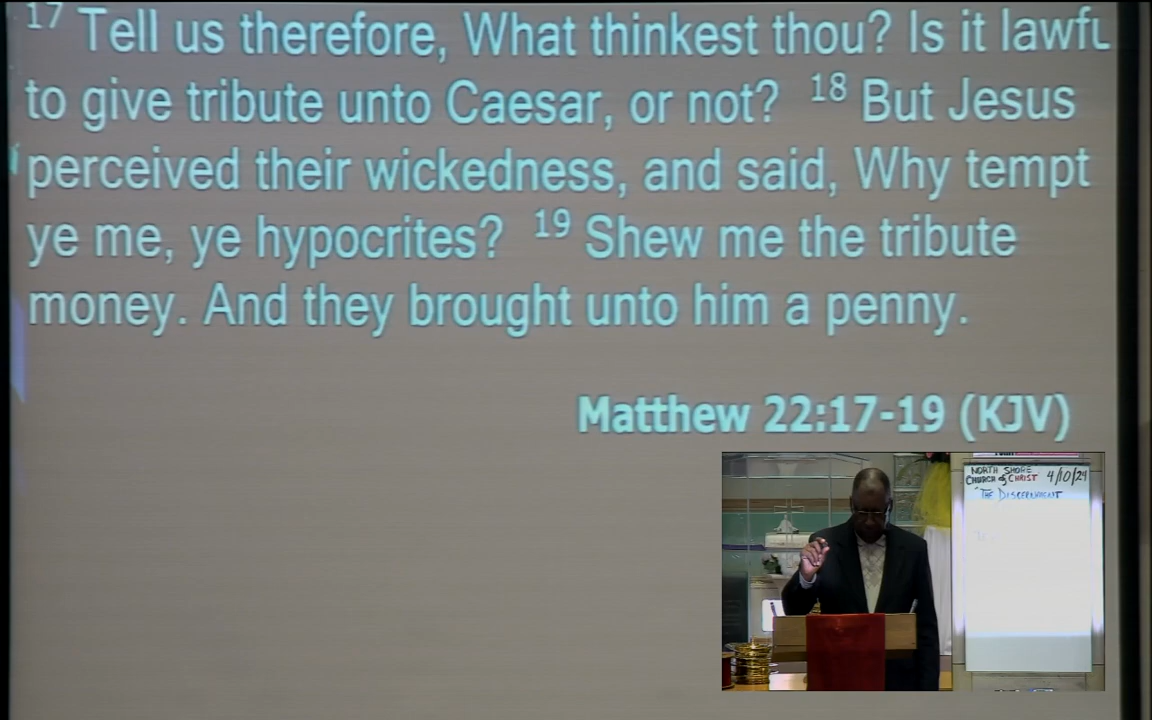 17 Tell us therefore, What thinkest thou? Is it lawfu
to give tribute unto Caesar, or not? 18 But Jesus
perceived their wickedness, and said, Why tempt
ye me, ye hypocrites? 19 Shew me the tribute
money. And they brought unto him a penny.
Matthew 22:17-19 (KJV)
NORTH SHORE
CHURCH of CHRIST 4/10/24
"THE DISCERNMENT